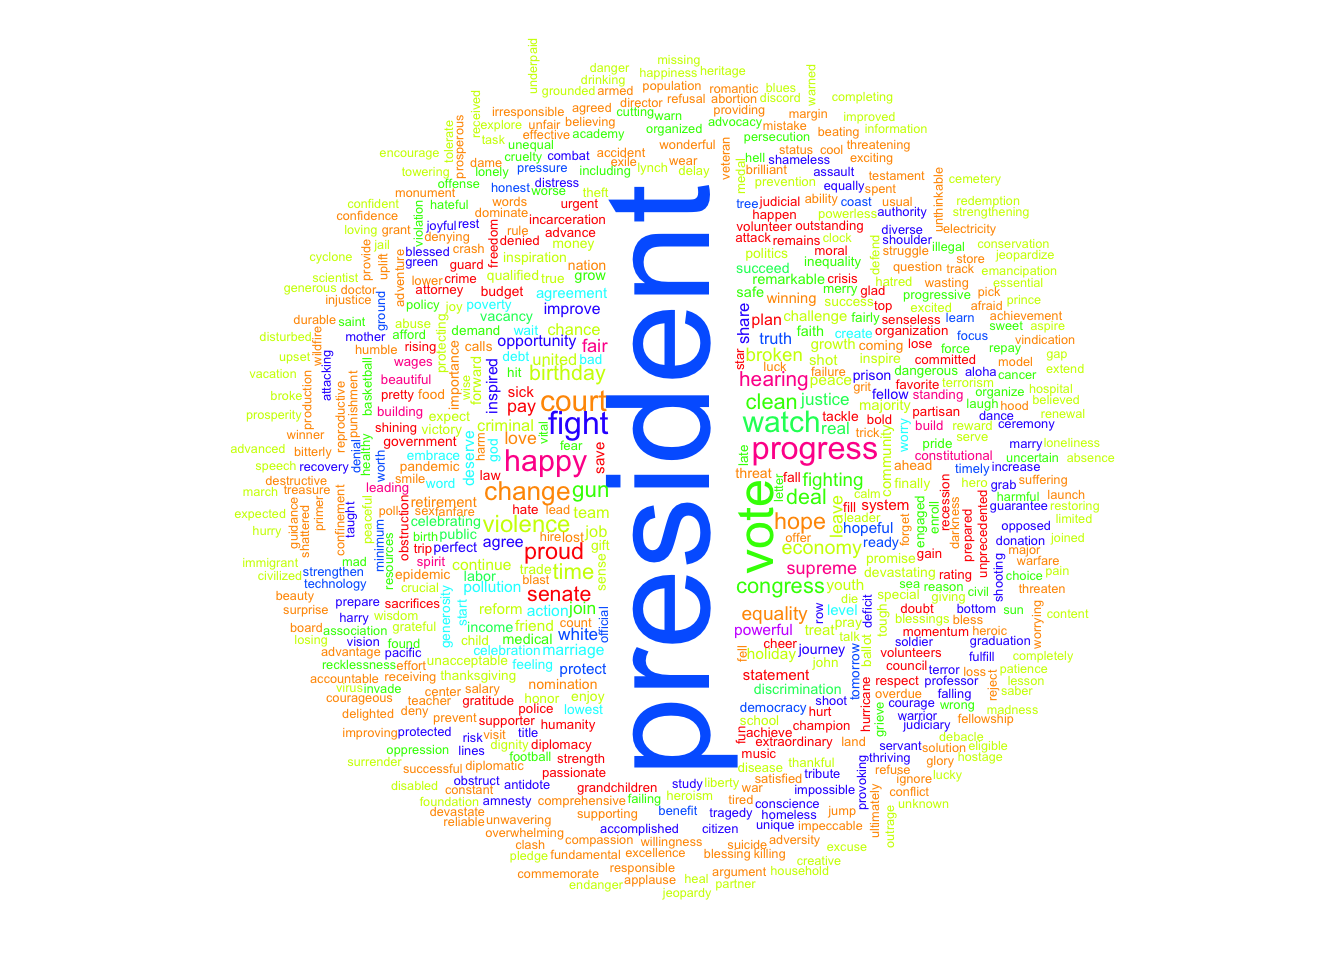 president
vote
progress
fight
happy
court
change
watch
proud
hope
senate
violence
time
gun
congress
clean
deal
hearing
birthday
broken
economy
supreme
equality
fighting
justice
real
fair
pay
love
criminal
inspired
opportunity
improve
chance
united
agree
job
team
join
white
action
marriage
protect
powerful
youth
level
holiday
journey
statement
discrimination
democracy
truth
plan
share
winning
safe
succeed
remarkable
inequality
challenge
growth
peace
majority
community
worry
prison
system
hopeful
ready
leave
underpaid
missing
danger
happiness
heritage
drinking
grounded
armed
population
romantic
blues
warned
completing
received
irresponsible
agreed
director
refusal
abortion
discord
providing
margin
improved
information
explore
unfair
believing
cutting
warn
organized
advocacy
mistake
beating
task
effective
academy
persecution
status
cool
threatening
encourage
tolerate
prosperous
unequal
accident
wonderful
veteran
hell
shameless
exciting
towering
dame
lonely
cruelty
combat
exile
wear
medal
brilliant
assault
testament
cemetery
offense
pressure
Including
lynch
delay
prevention
equally
spent
unthinkable
redemption
monument
honest
distress
worse
theft
tree
judicial
ability
coast
usual
strengthening
confident
hateful
words
urgent
happen
powerless
authority
electricity
confidence
violation
joyful
rest
dominate
incarceration
volunteer
outstanding
diverse
loving
grant
denying
freedom
rule
advance
attack
remains
clock
shoulder
illegal
conservation
jail
blessed
crash
denied
money
politics
moral
defend
struggle
store
jeopardize
cyclone
provide
uplift
green
guard
inspiration
nation
crisis
question
track
emancipation
scientist
adventure
lower
crime
qualified
true
grow
merry
glad
hatred
wasting
essential
generous
doctor
attorney
budget
agreement
success
top
progressive
pick
prince
injustice
ground
policy
joy
poverty
excited
afraid
achievement
durable
saint
abuse
vacancy
fairly
senseless
learn
sweet
aspire
disturbed
wildfire
mother
afford
protecting
demand
wait
star
faith
create
organization
focus
vindication
upset
attacking
humble
rising
calls
debt
bad
luck
shot
inspire
coming
lose
force
repay
gap
vacation
basketball
wages
importance
wise
forward
hit
failure
grit
committed
model
extend
broke
production
reproductive
punishment
beautiful
dangerous
aloha
cancer
prosperity
pretty
food
sick
favorite
terrorism
hospital
building
fellow
standing
organize
believed
winner
shining
expect
tackle
bold
partisan
laugh
hood
renewal
bitterly
denial
victory
vital
trick
build
reward
dance
ceremony
advanced
healthy
government
deserve
harm
god
fear
save
late
pride
serve
marry
loneliness
speech
recovery
worth
embrace
pandemic
law
threat
letter
fall
ahead
constitutional
uncertain
absence
destructive
smile
word
calm
finally
timely
increase
march
treasure
leading
hero
grab
suffering
expected
guidance
shattered
primer
confinement
taught
peaceful
poll
retirement
sex
fanfare
hate
lead
fill
leader
forget
engaged
enroll
recession
darkness
prepared
unprecedented
harmful
launch
guarantee
restoring
hurry
minimum
obstruction
celebrating
birth
public
hire
lost
offer
opposed
limited
donation
joined
immigrant
mad
resources
trip
perfect
gift
sense
promise
gain
major
civilized
strengthen
spirit
continue
trade
devastating
rating
shooting
choice
warfare
technology
epidemic
labor
blast
sea
reason
civil
threaten
pain
beauty
crucial
pollution
die
special
giving
sun
surprise
prepare
sacrifices
generosity
start
reform
row
deficit
tough
doubt
bottom
worrying
content
harry
wisdom
count
official
pray
blessings
bless
board
association
grateful
income
friend
cheer
treat
talk
ballot
momentum
heroic
losing
vision
found
child
medical
soldier
graduation
advantage
pacific
celebration
feeling
fell
john
tomorrow
volunteers
fulfill
completely
recklessness
effort
unacceptable
council
terror
loss
patience
accountable
receiving
thanksgiving
nomination
hurricane
respect
professor
reject
lesson
virus
invade
center
salary
honor
enjoy
shoot
overdue
falling
saber
courageous
teacher
gratitude
lowest
courage
wrong
madness
delighted
deny
police
hurt
grieve
warrior
fellowship
prevent
supporter
humanity
school
champion
judiciary
improving
protected
risk
visit
title
fun
achieve
land
debacle
oppression
lines
dignity
diplomacy
extraordinary
servant
solution
eligible
football
strength
music
thriving
glory
hostage
surrender
successful
diplomatic
passionate
disease
thankful
provoking
refuse
lucky
disabled
constant
obstruct
antidote
grandchildren
study
liberty
satisfied
tribute
ignore
foundation
amnesty
comprehensive
failing
heroism
war
impossible
conflict
unknown
devastate
tired
conscience
reliable
unwavering
supporting
benefit
tragedy
homeless
jump
ultimately
outrage
overwhelming
accomplished
citizen
unique
impeccable
clash
compassion
willingness
suicide
adversity
excuse
pledge
fundamental
excellence
blessing
killing
creative
commemorate
responsible
argument
household
endanger
applause
heal
partner
jeopardy